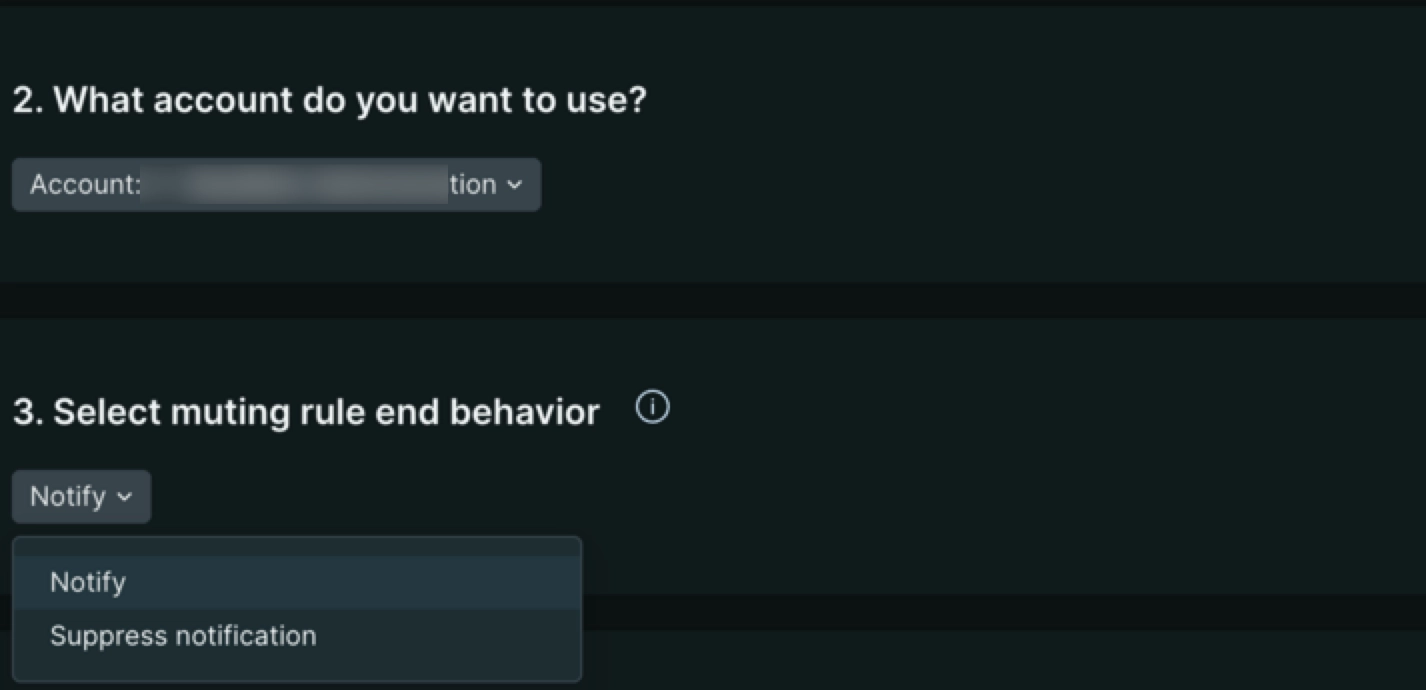 2. What account do you want to use?
Account: tion
3. Select muting rule end behavior
Notify
Notify
Suppress notification